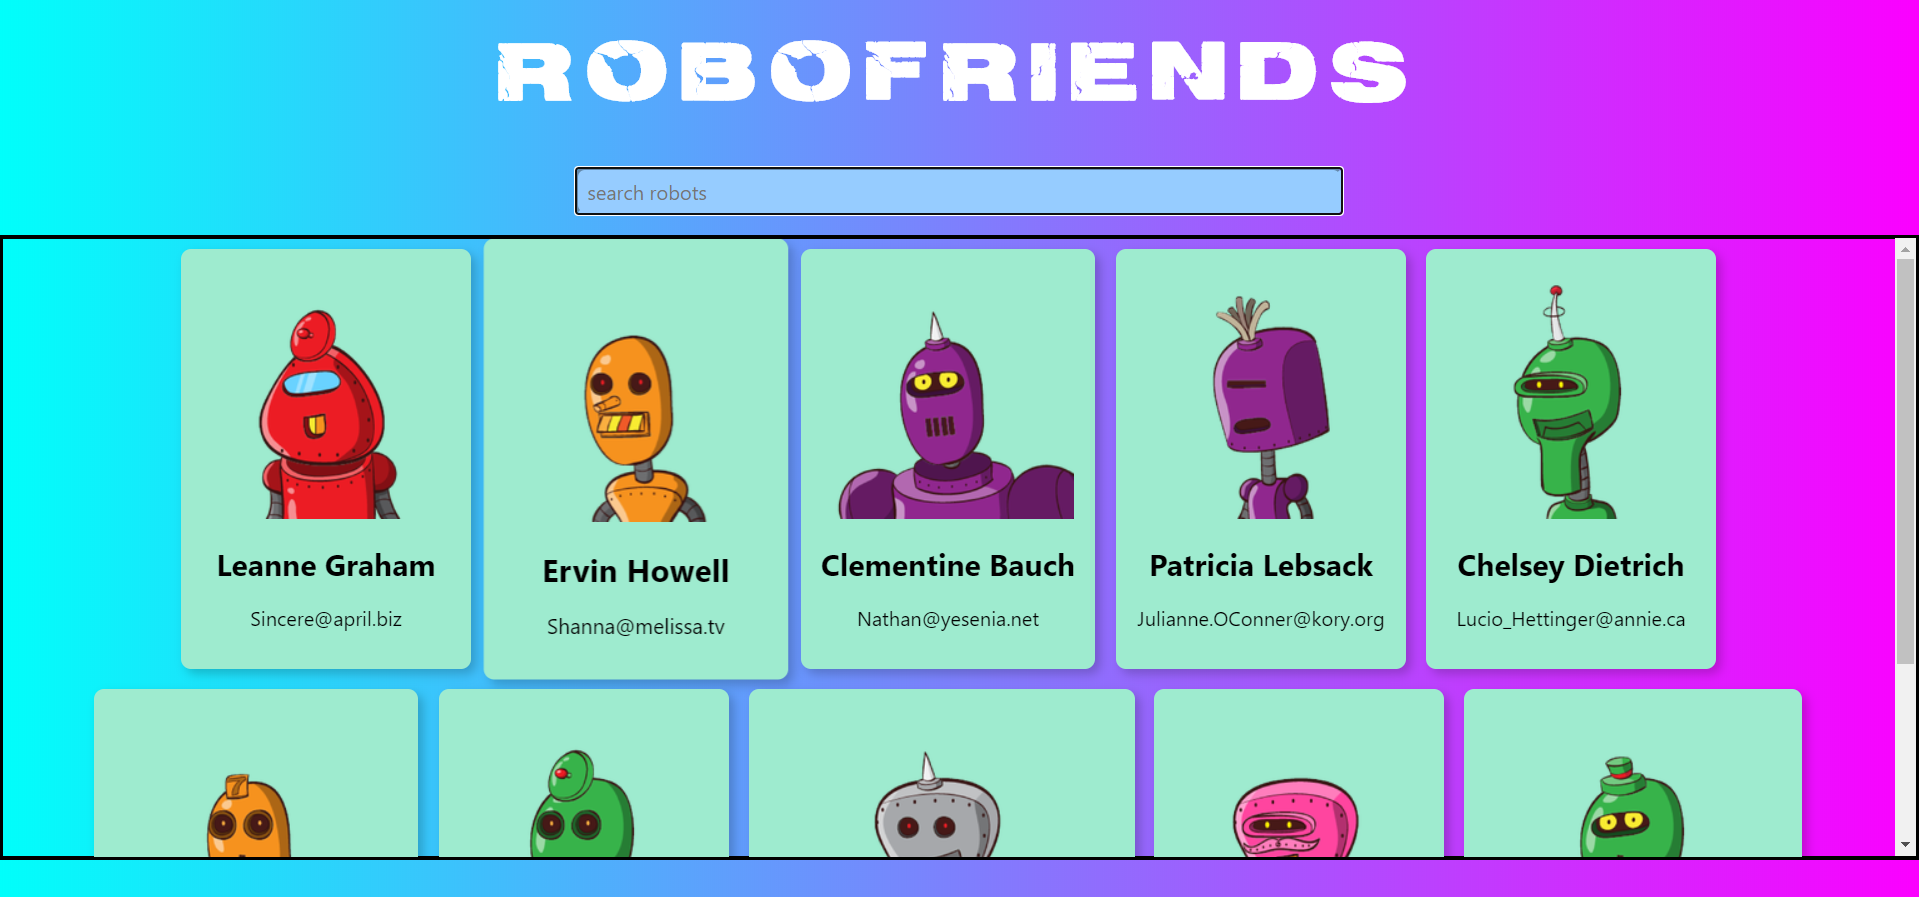 ROBOFRIENDS
search robots
Leanne Graham
Sincere@april.biz
Ervin Howell
Shanna@melissa.tv
Clementine Bauch
Nathan@yesenia.net
Patricia Lebsack
Julianne.OConner@kory.org
Chelsey Dietrich
Lucio_Hettinger@annie.ca
7